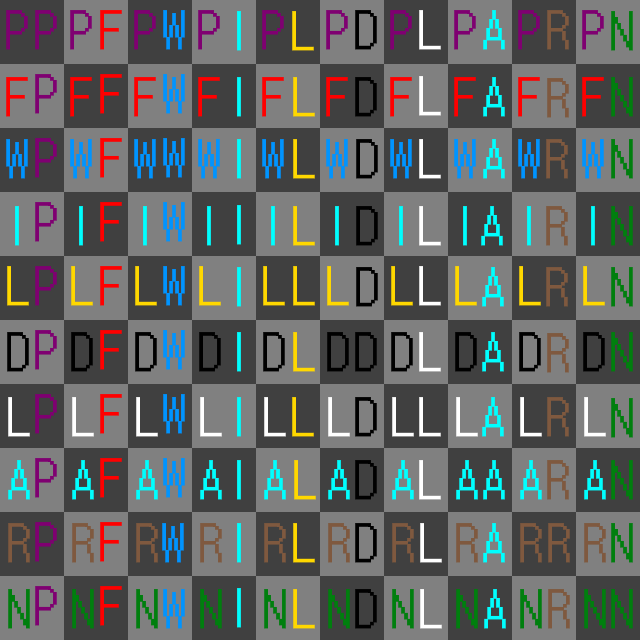 PP PF PW PI PL PD PL PA PR PN
FP FF FW FI FL FD FL FA FR FN
WP WF WW WI WL WD WL WA WR WN
IP IF IW II IL ID IL IA IR IN
LP LF LW LI LL LD LL LA LR LN
DP DF DW DI DL DD DL DA DR DN
LP LF LW LI LL LD LL LA LR LN
AP AF AW AI AL AD AL AA AR AN
RP RF RW RI RL RD RL RA RR RN
NP NF NW NI NL ND NL NA NR NN